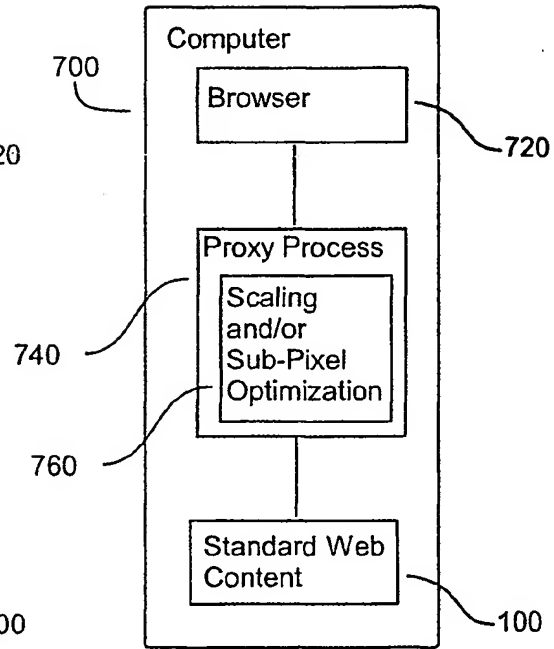 Computer
700
Browser
720
Proxy Process
Scaling
and/or
Sub-Pixel
Optimization
740
760
Standard Web
Content
100